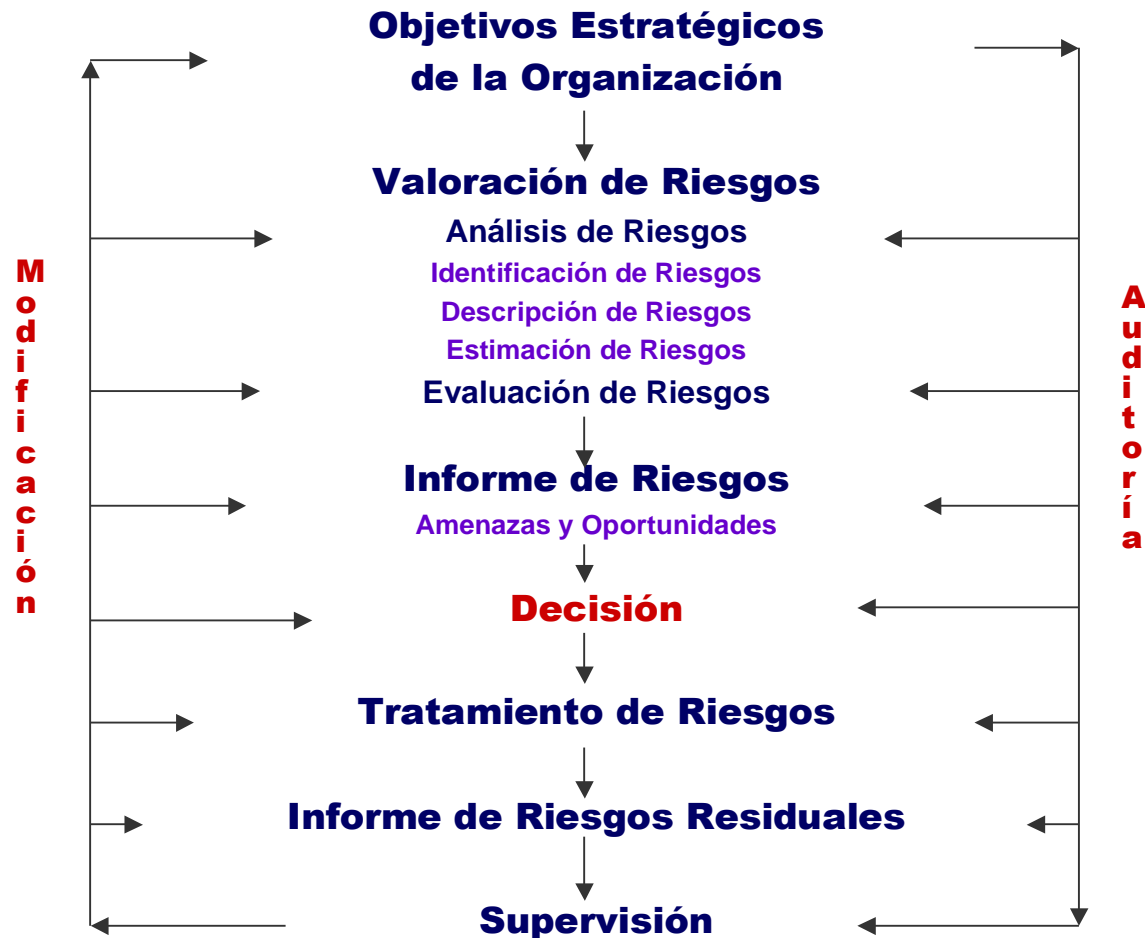 Objetivos Estratégicos
de la Organización
Valoración de Riesgos
Análisis de Riesgos
Identificación de Riesgos
Descripción de Riesgos
Estimación de Riesgos
Evaluación de Riesgos
Informe de Riesgos
Amenazas y Oportunidades
Decisión
Tratamiento de Riesgos
Informe de Riesgos Residuales
Supervisión
Modificación
Auditoría